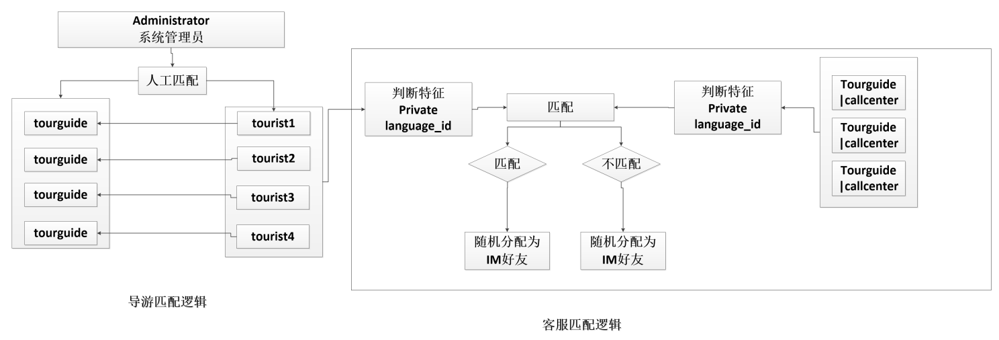 Administrator
系统管理员
人工匹配
tourguide
tourguide
tourguide
tourguide
tourist1
tourist2
tourist3
tourist4
导游匹配逻辑
判断特征
Private
language_id
匹配
判断特征
Private
language_id
匹配
不匹配
随机分配为
IM好友
随机分配为
IM好友
Tourguide
|callcenter
Tourguide
|callcenter
Tourguide
|callcenter
客服匹配逻辑